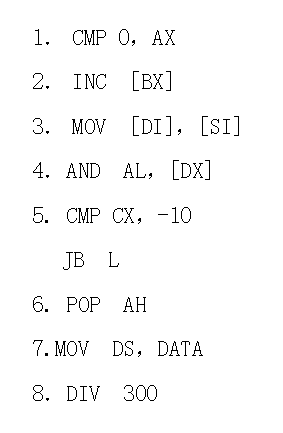 1. CMP 0, AX
2. INC [BX]
3. MOV [DI], [SI]
4. AND AL, [DX]
5. CMP CX, -10
JB L
6. POP AH
7.MOV DS, DATA
8. DIV 300